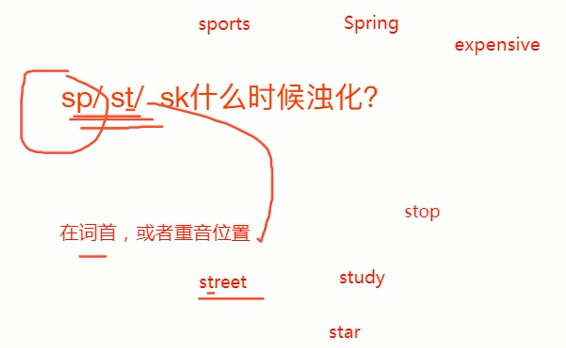 sports
Spring
expensive
sp/ st/ sk什么时候浊化?
stop
在词首，或者重音位置
street
study
star